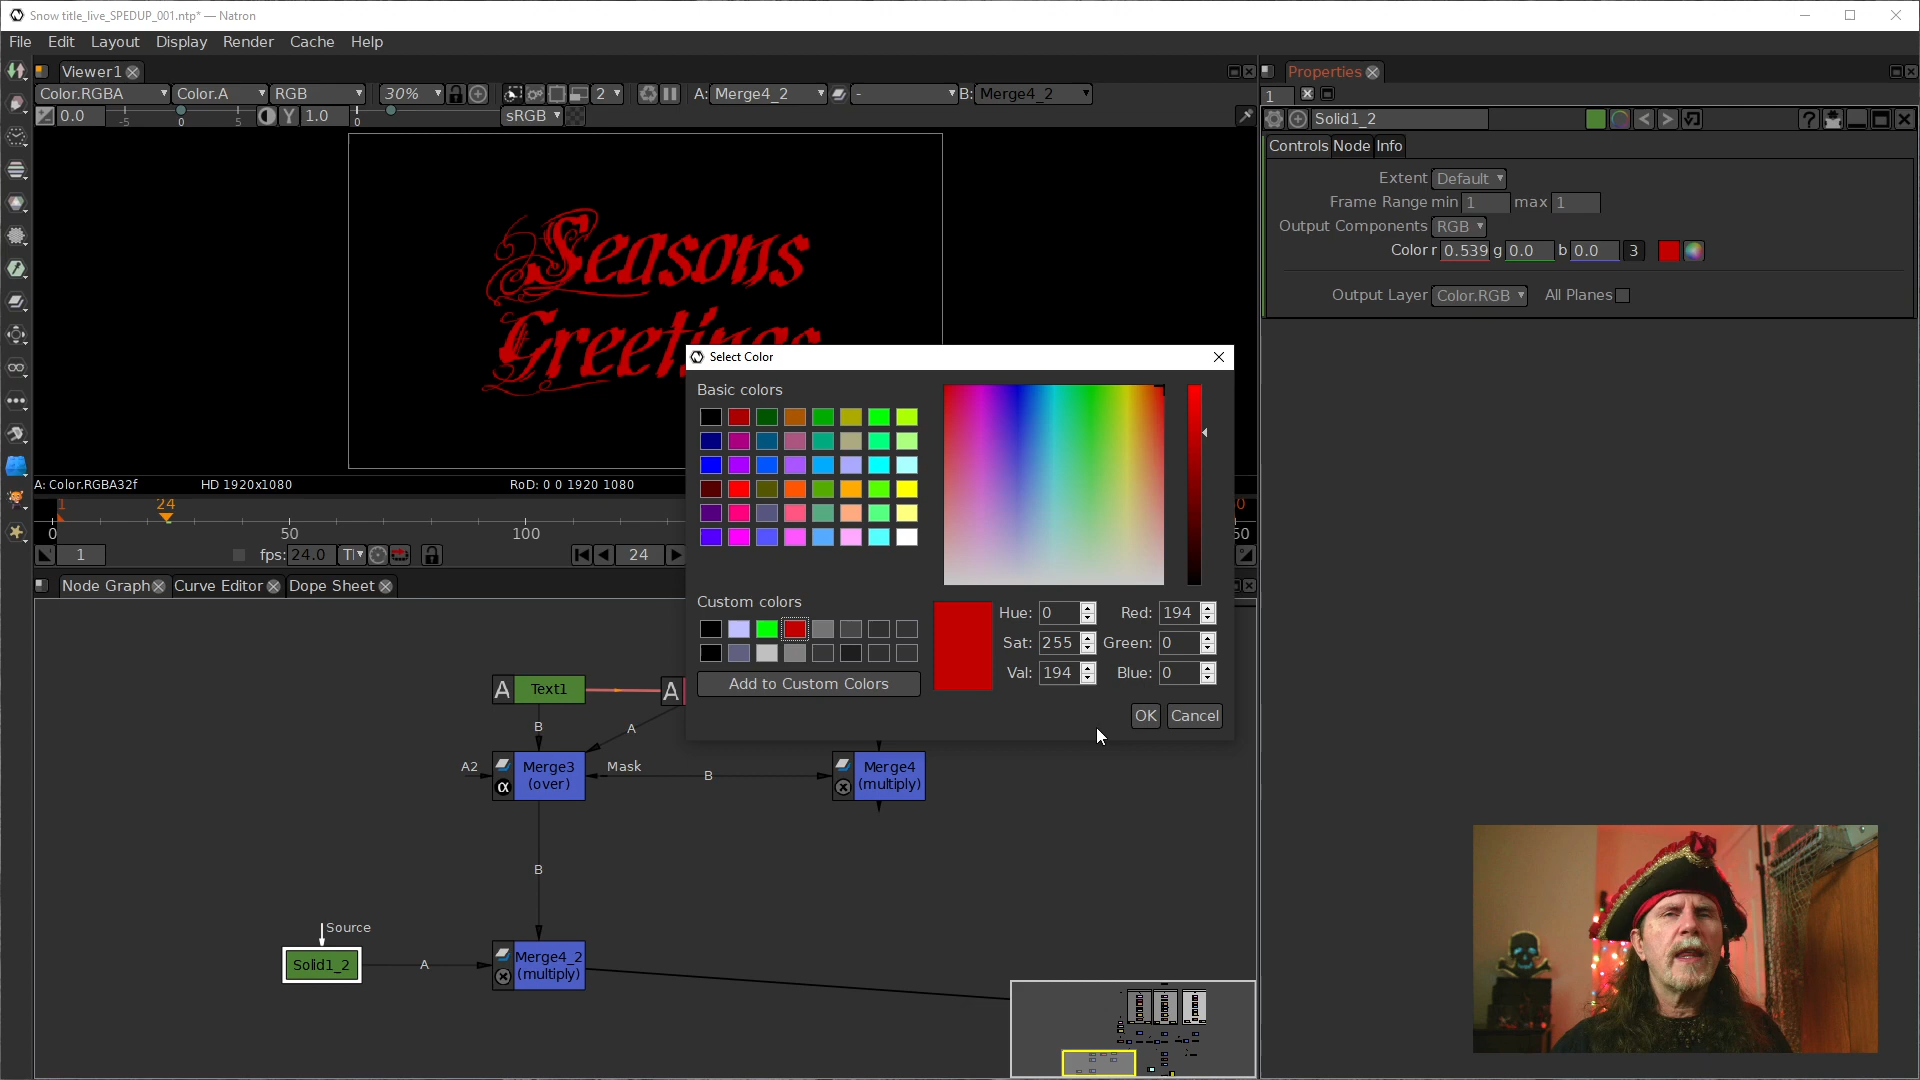 Snow title_live_SPEDUP_001.ntp* — Natron
File Edit Layout Display Render Cache Help
Viewer1
Color.RGBA Color.A RGB 30% 2 A: Merge4_2 - B: Merge4_2
0.0 -5 0 5 Y 1.0 0 sRGB
Seasons
Greetings
A: Color.RGBA32f HD 1920x1080 RoD: 0 0 1920 1080
1 24
0 50 100
1 fps: 24.0 24
Node Graph Curve Editor Dope Sheet
A Text1
A
B
A
A2
Merge3
(over)
Mask
B
Merge4
(multiply)
B
Source
Solid1_2
A
Merge4_2
(multiply)
Select Color
Basic colors
Custom colors
Add to Custom Colors
Hue: 0 Red: 194
Sat: 255 Green: 0
Val: 194 Blue: 0
OK Cancel
Properties
1
Solid1_2 < > ?
Controls Node Info
Extent Default
Frame Range min 1 max 1
Output Components RGB
Color r 0.539 g 0.0 b 0.0 3
Output Layer Color.RGB All Planes